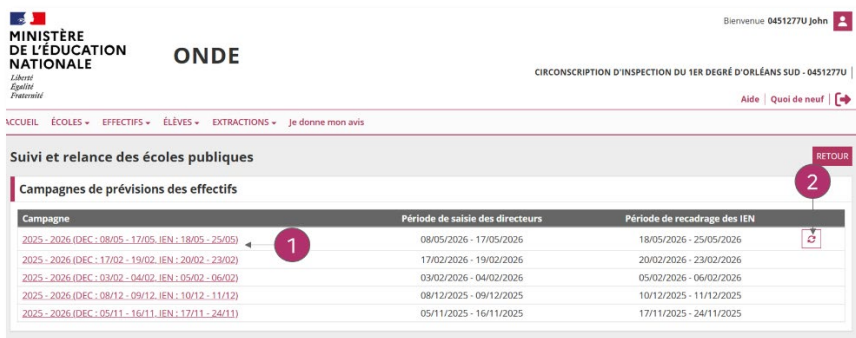 Bienvenue 0451277U John
MINISTÈRE
DE L'ÉDUCATION
NATIONALE
Liberté
Égalité
Fraternité
ONDE
CIRCONSCRIPTION D'INSPECTION DU 1ER DEGRÉ D'ORLÉANS SUD - 0451277U
Aide | Quoi de neuf |
ACCUEIL ÉCOLES EFFECTIFS ÉLÈVES EXTRACTIONS Je donne mon avis
Suivi et relance des écoles publiques RETOUR
Campagnes de prévisions des effectifs 2
Campagne Période de saisie des directeurs Période de recadrage des IEN
2025 - 2026 (DEC : 08/05 - 17/05, IEN : 18/05 - 25/05) 1 08/05/2026 - 17/05/2026 18/05/2026 - 25/05/2026
2025 - 2026 (DEC : 17/02 - 19/02, IEN : 20/02 - 23/02) 17/02/2026 - 19/02/2026 20/02/2026 - 23/02/2026
2025 - 2026 (DEC : 03/02 - 04/02, IEN : 05/02 - 06/02) 03/02/2026 - 04/02/2026 05/02/2026 - 06/02/2026
2025 - 2026 (DEC : 08/12 - 09/12, IEN : 10/12 - 11/12) 08/12/2025 - 09/12/2025 10/12/2025 - 11/12/2025
2025 - 2026 (DEC : 05/11 - 16/11, IEN : 17/11 - 24/11) 05/11/2025 - 16/11/2025 17/11/2025 - 24/11/2025